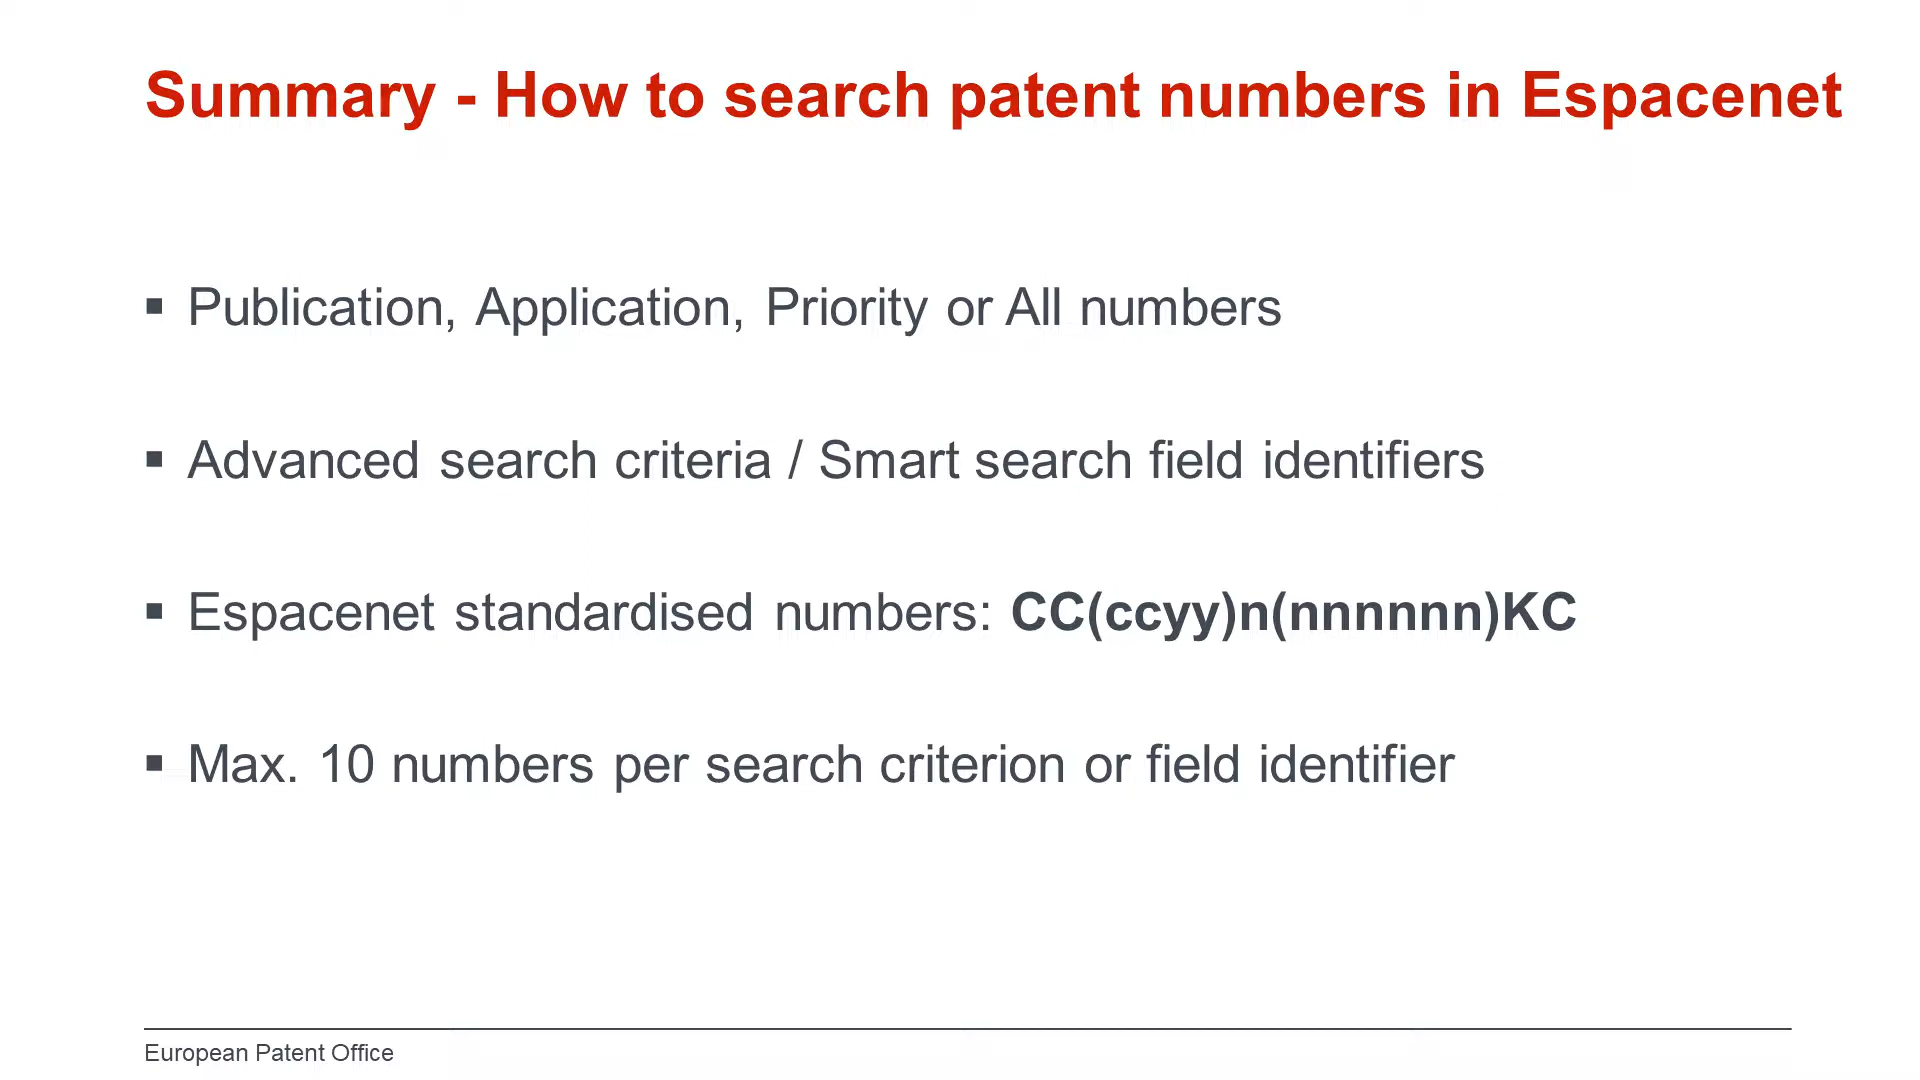 Summary - How to search patent numbers in Espacenet
▪ Publication, Application, Priority or All numbers
▪ Advanced search criteria / Smart search field identifiers
▪ Espacenet standardised numbers: CC(ccyy)n(nnnnnn)KC
▪ Max. 10 numbers per search criterion or field identifier
European Patent Office